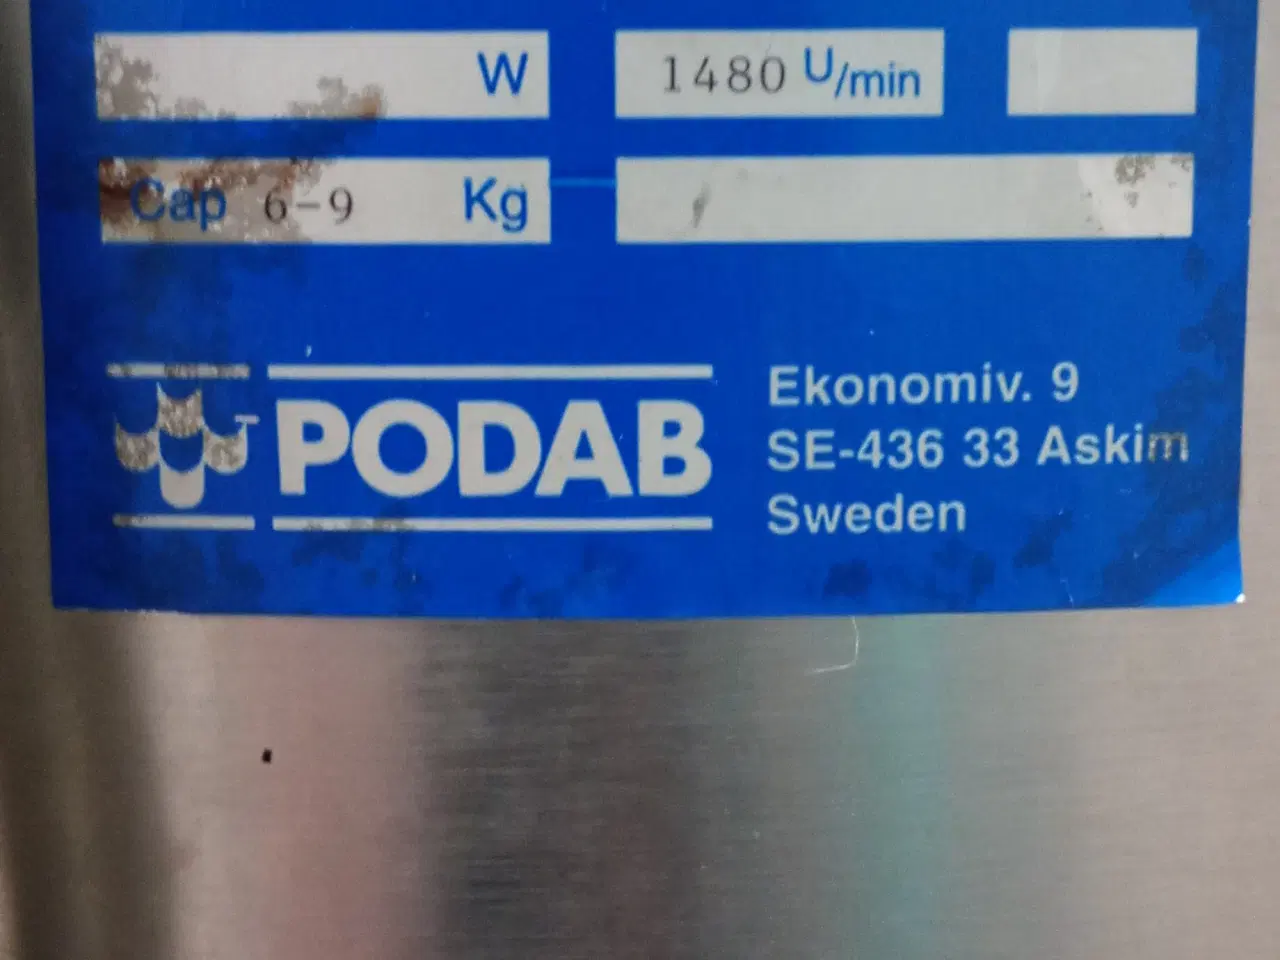 W 1480 U/min
Cap 6-9 Kg
PODAB
Ekonomiv. 9
SE-436 33 Askim
Sweden